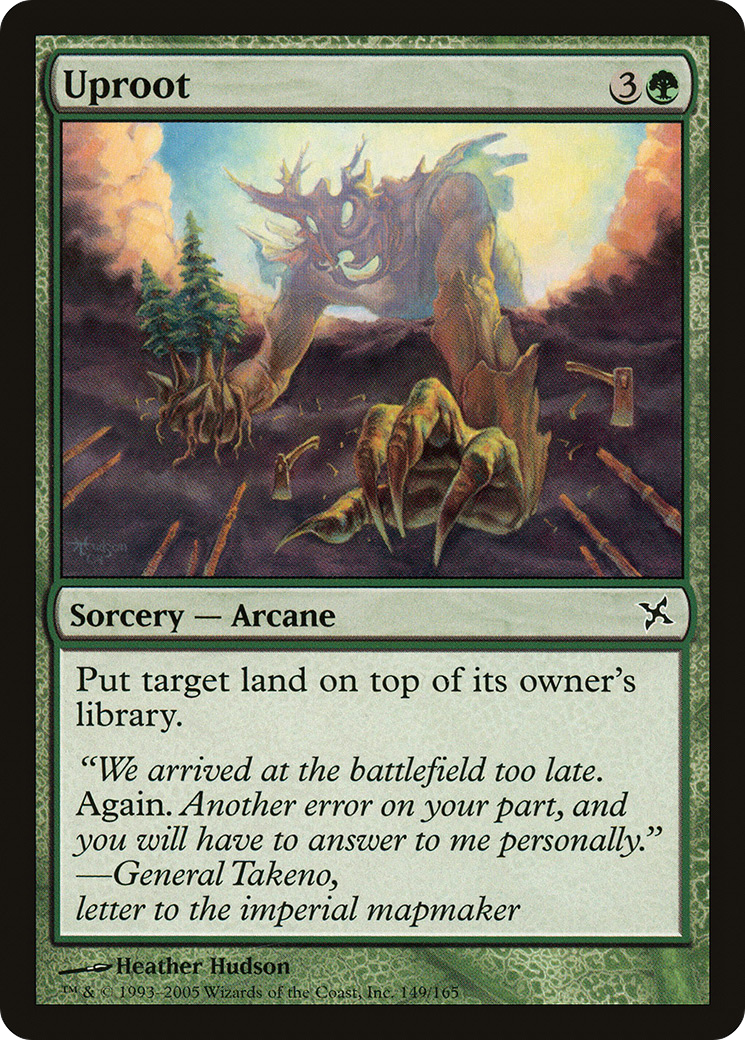 Uproot
3
Hudson
04
Sorcery — Arcane
Put target land on top of its owner's
library.
“We arrived at the battlefield too late.
Again. Another error on your part, and
you will have to answer to me personally.”
—General Takeno,
letter to the imperial mapmaker
Heather Hudson
™ & © 1993–2005 Wizards of the Coast, Inc. 149/165